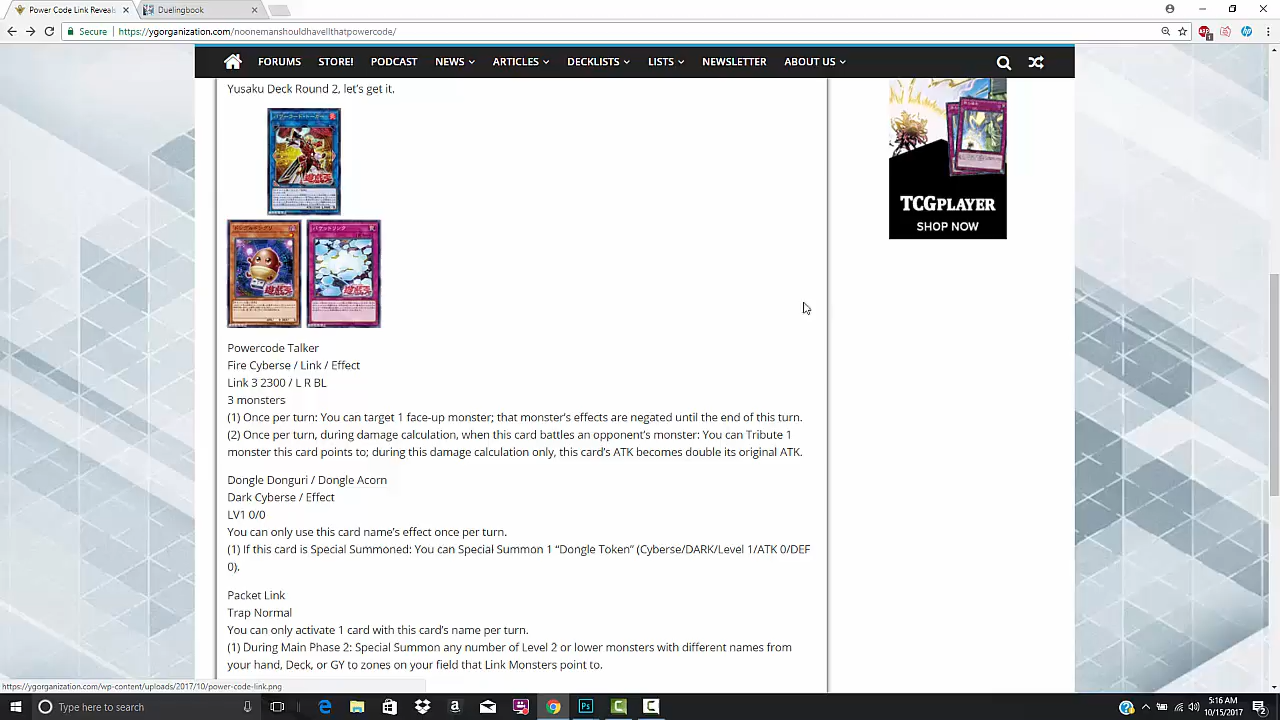 Power Code Link Reveals
Duelingbook
Secure
https://ygorganization.com/noonemanshouldhavellthatpowercode/
FORUMS STORE! PODCAST NEWS ARTICLES DECKLISTS LISTS NEWSLETTER ABOUT US
Yusaku Deck Round 2, let's get it.
TCGPLAYER
SHOP NOW
Powercode Talker
Fire Cyberse / Link / Effect
Link 3 2300 / L R BL
3 monsters
(1) Once per turn: You can target 1 face-up monster; that monster's effects are negated until the end of this turn.
(2) Once per turn, during damage calculation, when this card battles an opponent's monster: You can Tribute 1
monster this card points to; during this damage calculation only, this card's ATK becomes double its original ATK.
Dongle Donguri / Dongle Acorn
Dark Cyberse / Effect
LV1 0/0
You can only use this card name's effect once per turn.
(1) If this card is Special Summoned: You can Special Summon 1 “Dongle Token” (Cyberse/DARK/Level 1/ATK 0/DEF
0).
Packet Link
Trap Normal
You can only activate 1 card with this card's name per turn.
(1) During Main Phase 2: Special Summon any number of Level 2 or lower monsters with different names from
your hand, Deck, or GY to zones on your field that Link Monsters point to.
https://ygorganization.com/wp-content/uploads/2017/10/power-code-link.png
Type here to search
5:16 AM
10/15/2017